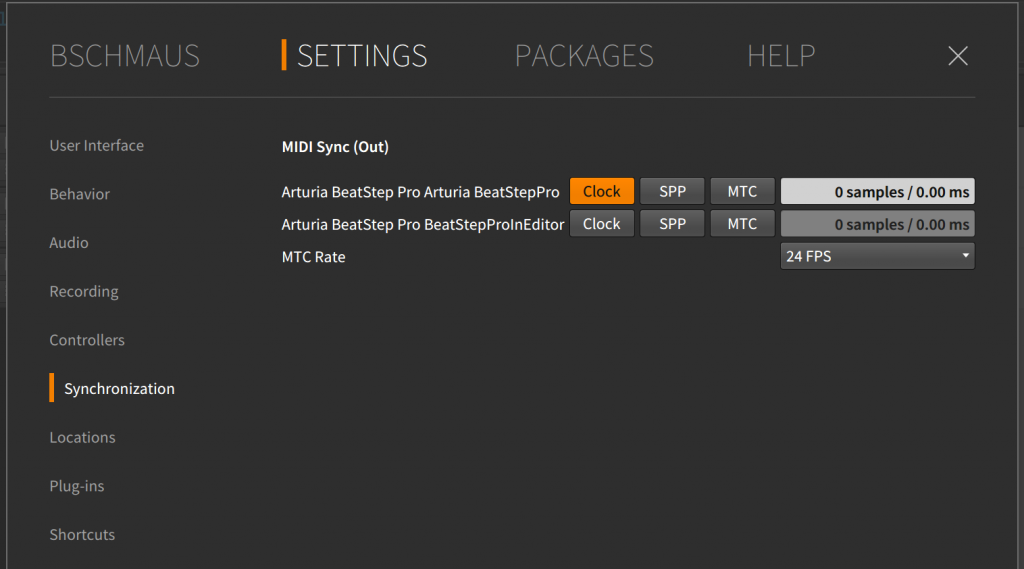 BSCHMAUS SETTINGS PACKAGES HELP
User Interface
Behavior
Audio
Recording
Controllers
Synchronization
Locations
Plug-ins
Shortcuts
MIDI Sync (Out)
Arturia BeatStep Pro Arturia BeatStepPro Clock SPP MTC 0 samples / 0.00 ms
Arturia BeatStep Pro BeatStepProInEditor Clock SPP MTC 0 samples / 0.00 ms
MTC Rate 24 FPS